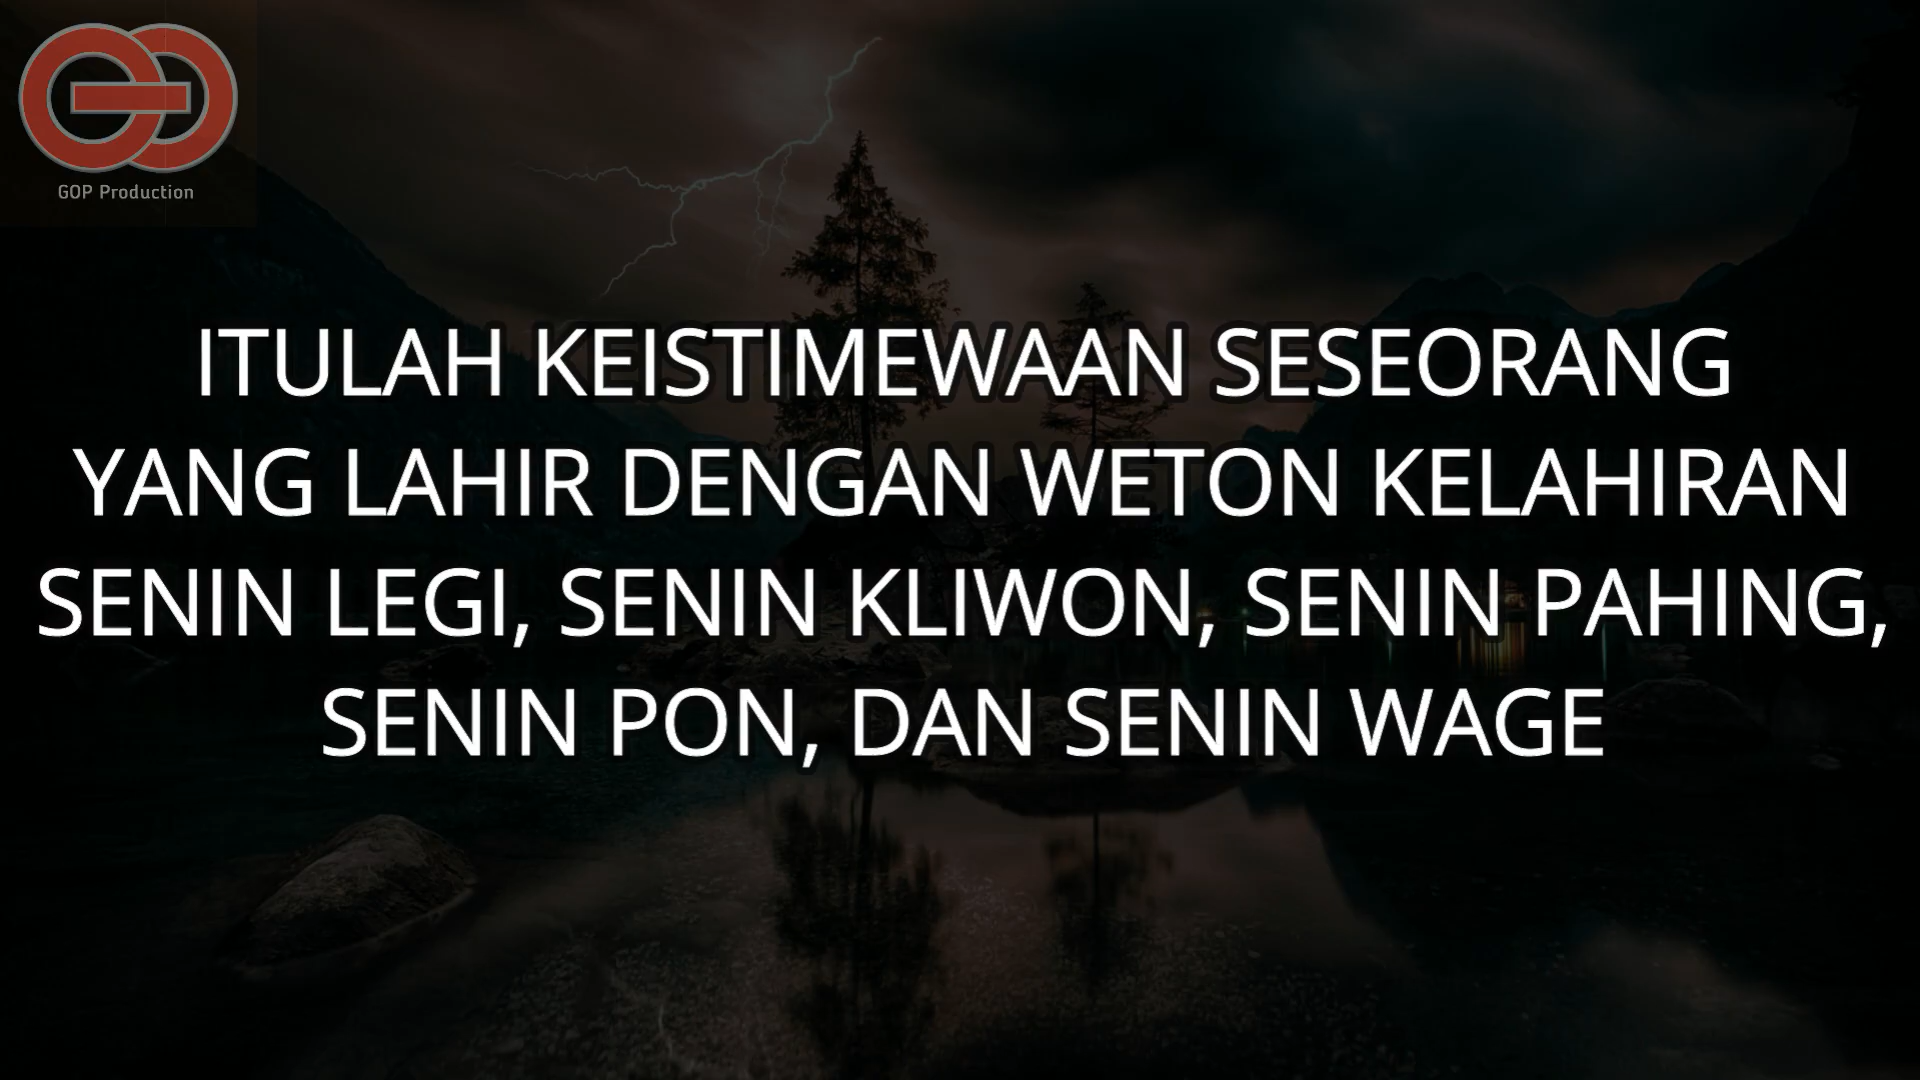 GOP Production
ITULAH KEISTIMEWAAN SESEORANG
YANG LAHIR DENGAN WETON KELAHIRAN
SENIN LEGI, SENIN KLIWON, SENIN PAHING,
SENIN PON, DAN SENIN WAGE